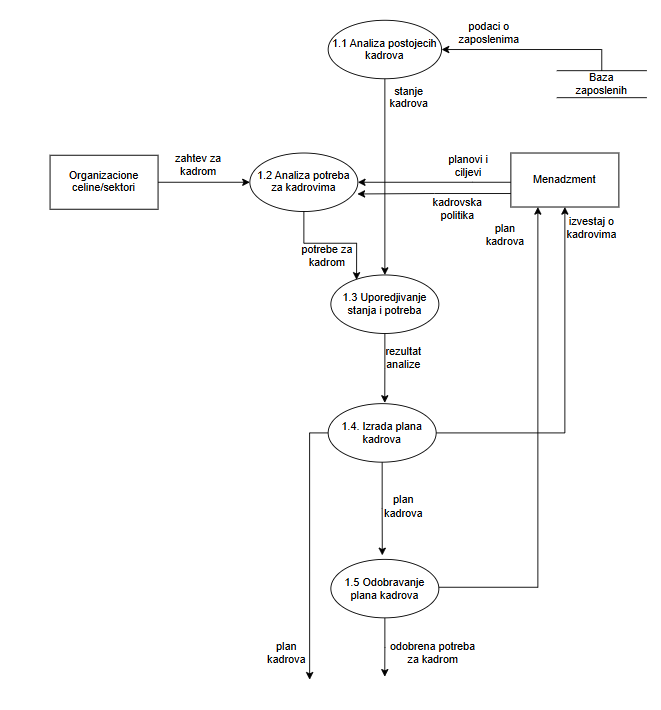 podaci o
zaposlenima
1.1 Analiza postojecih
kadrova
Baza
zaposlenih
stanje
kadrova
Organizacione
celine/sektori
zahtev za
kadrom
1.2 Analiza potreba
za kadrovima
planovi i
ciljevi
Menadzment
kadrovska
politika
plan
kadrova
izvestaj o
kadrovima
potrebe za
kadrom
1.3 Uporedjivanje
stanja i potreba
rezultat
analize
1.4. Izrada plana
kadrova
plan
kadrova
1.5 Odobravanje
plana kadrova
plan
kadrova
odobrena potreba
za kadrom